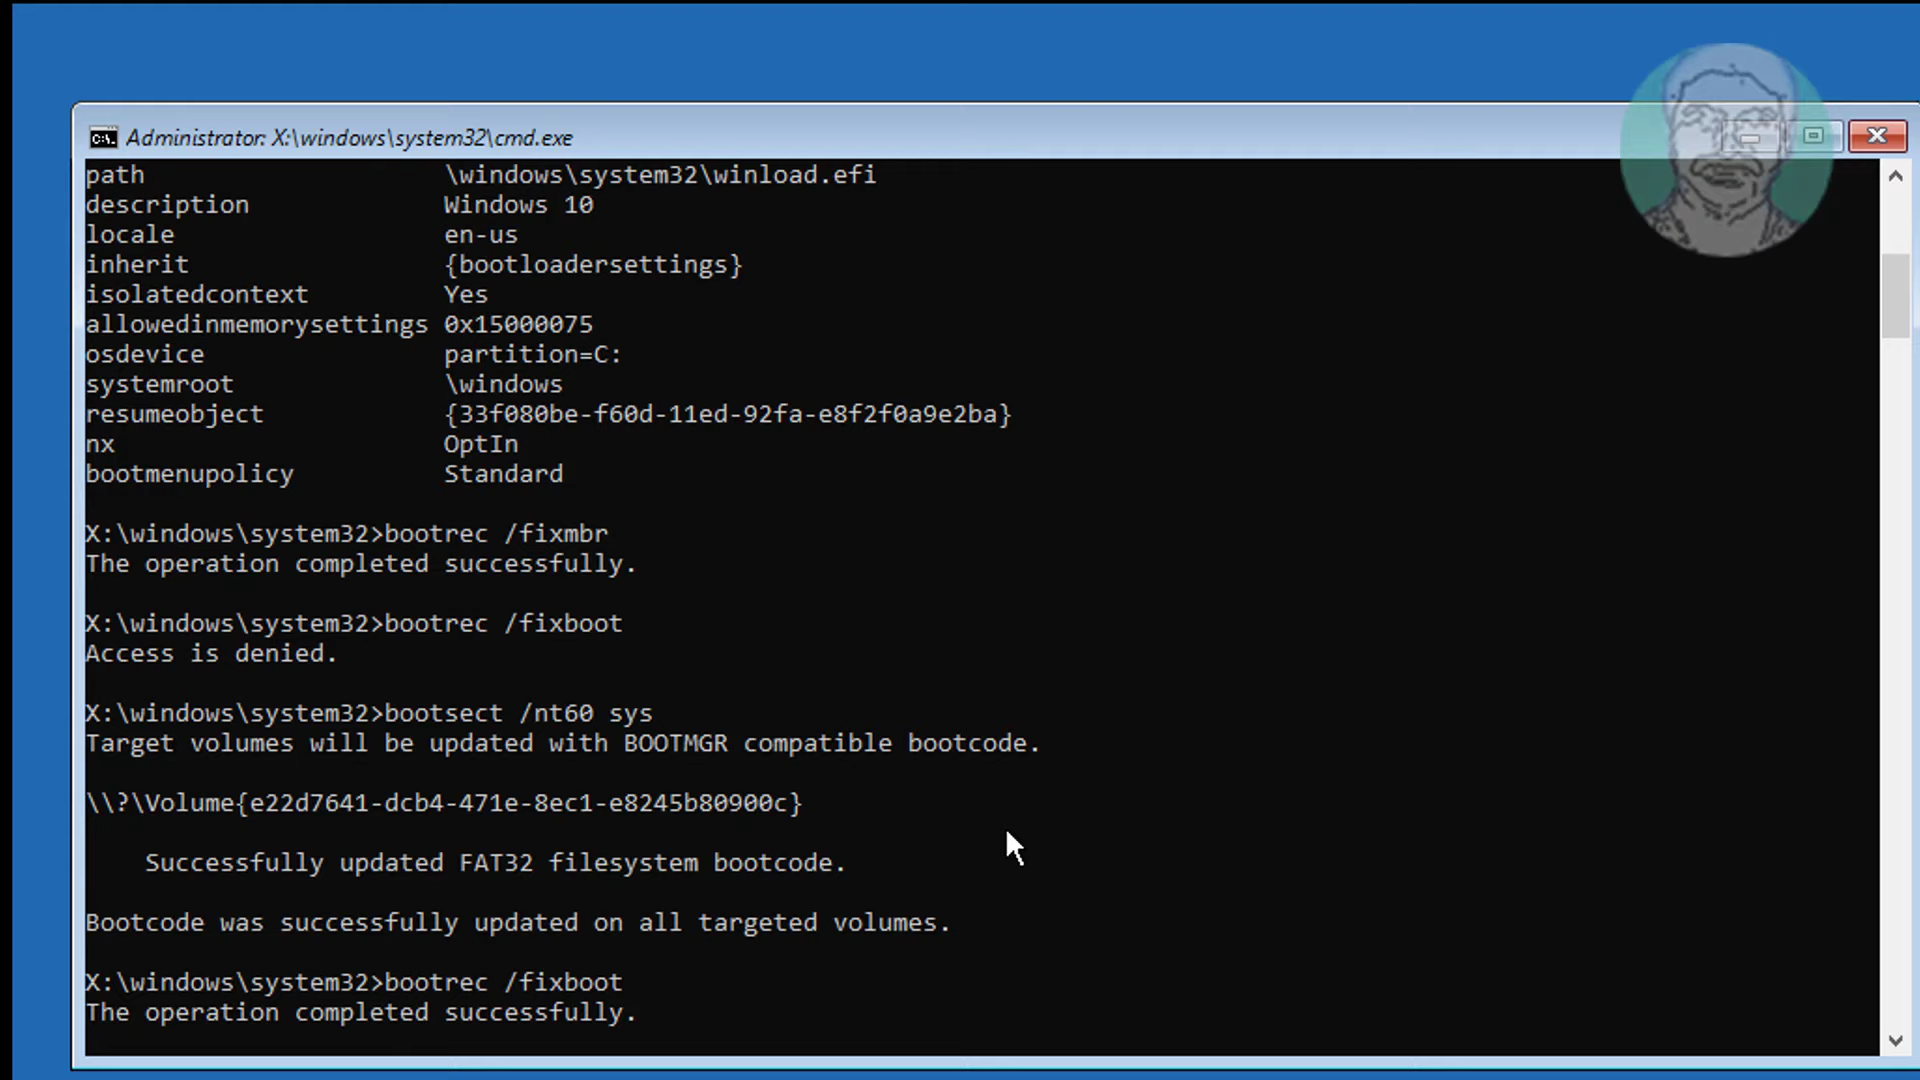 Administrator: X:\windows\system32\cmd.exe
path                    \windows\system32\winload.efi
description             Windows 10
locale                  en-us
inherit                 {bootloadersettings}
isolatedcontext         Yes
allowedinmemorysettings 0x15000075
osdevice                partition=C:
systemroot              \windows
resumeobject            {33f080be-f60d-11ed-92fa-e8f2f0a9e2ba}
nx                      OptIn
bootmenupolicy          Standard
X:\windows\system32>bootrec /fixmbr
The operation completed successfully.
X:\windows\system32>bootrec /fixboot
Access is denied.
X:\windows\system32>bootsect /nt60 sys
Target volumes will be updated with BOOTMGR compatible bootcode.
\\?\Volume{e22d7641-dcb4-471e-8ec1-e8245b80900c}
    Successfully updated FAT32 filesystem bootcode.
Bootcode was successfully updated on all targeted volumes.
X:\windows\system32>bootrec /fixboot
The operation completed successfully.